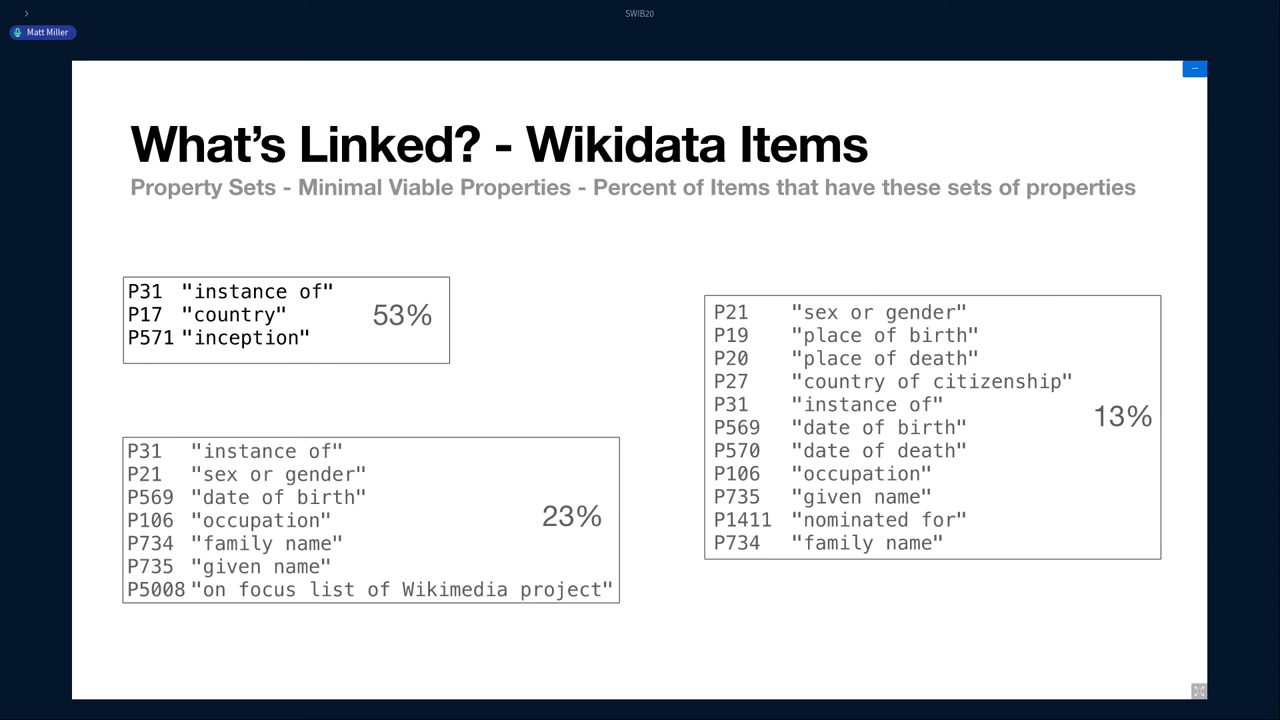 SWIB20
Matt Miller
What's Linked? - Wikidata Items
Property Sets - Minimal Viable Properties - Percent of Items that have these sets of properties
P31 "instance of"
P17 "country"
P571 "inception"
53%
P31 "instance of"
P21 "sex or gender"
P569 "date of birth"
P106 "occupation"
P734 "family name"
P735 "given name"
P5008 "on focus list of Wikimedia project"
23%
P21 "sex or gender"
P19 "place of birth"
P20 "place of death"
P27 "country of citizenship"
P31 "instance of"
P569 "date of birth"
P570 "date of death"
P106 "occupation"
P735 "given name"
P1411 "nominated for"
P734 "family name"
13%